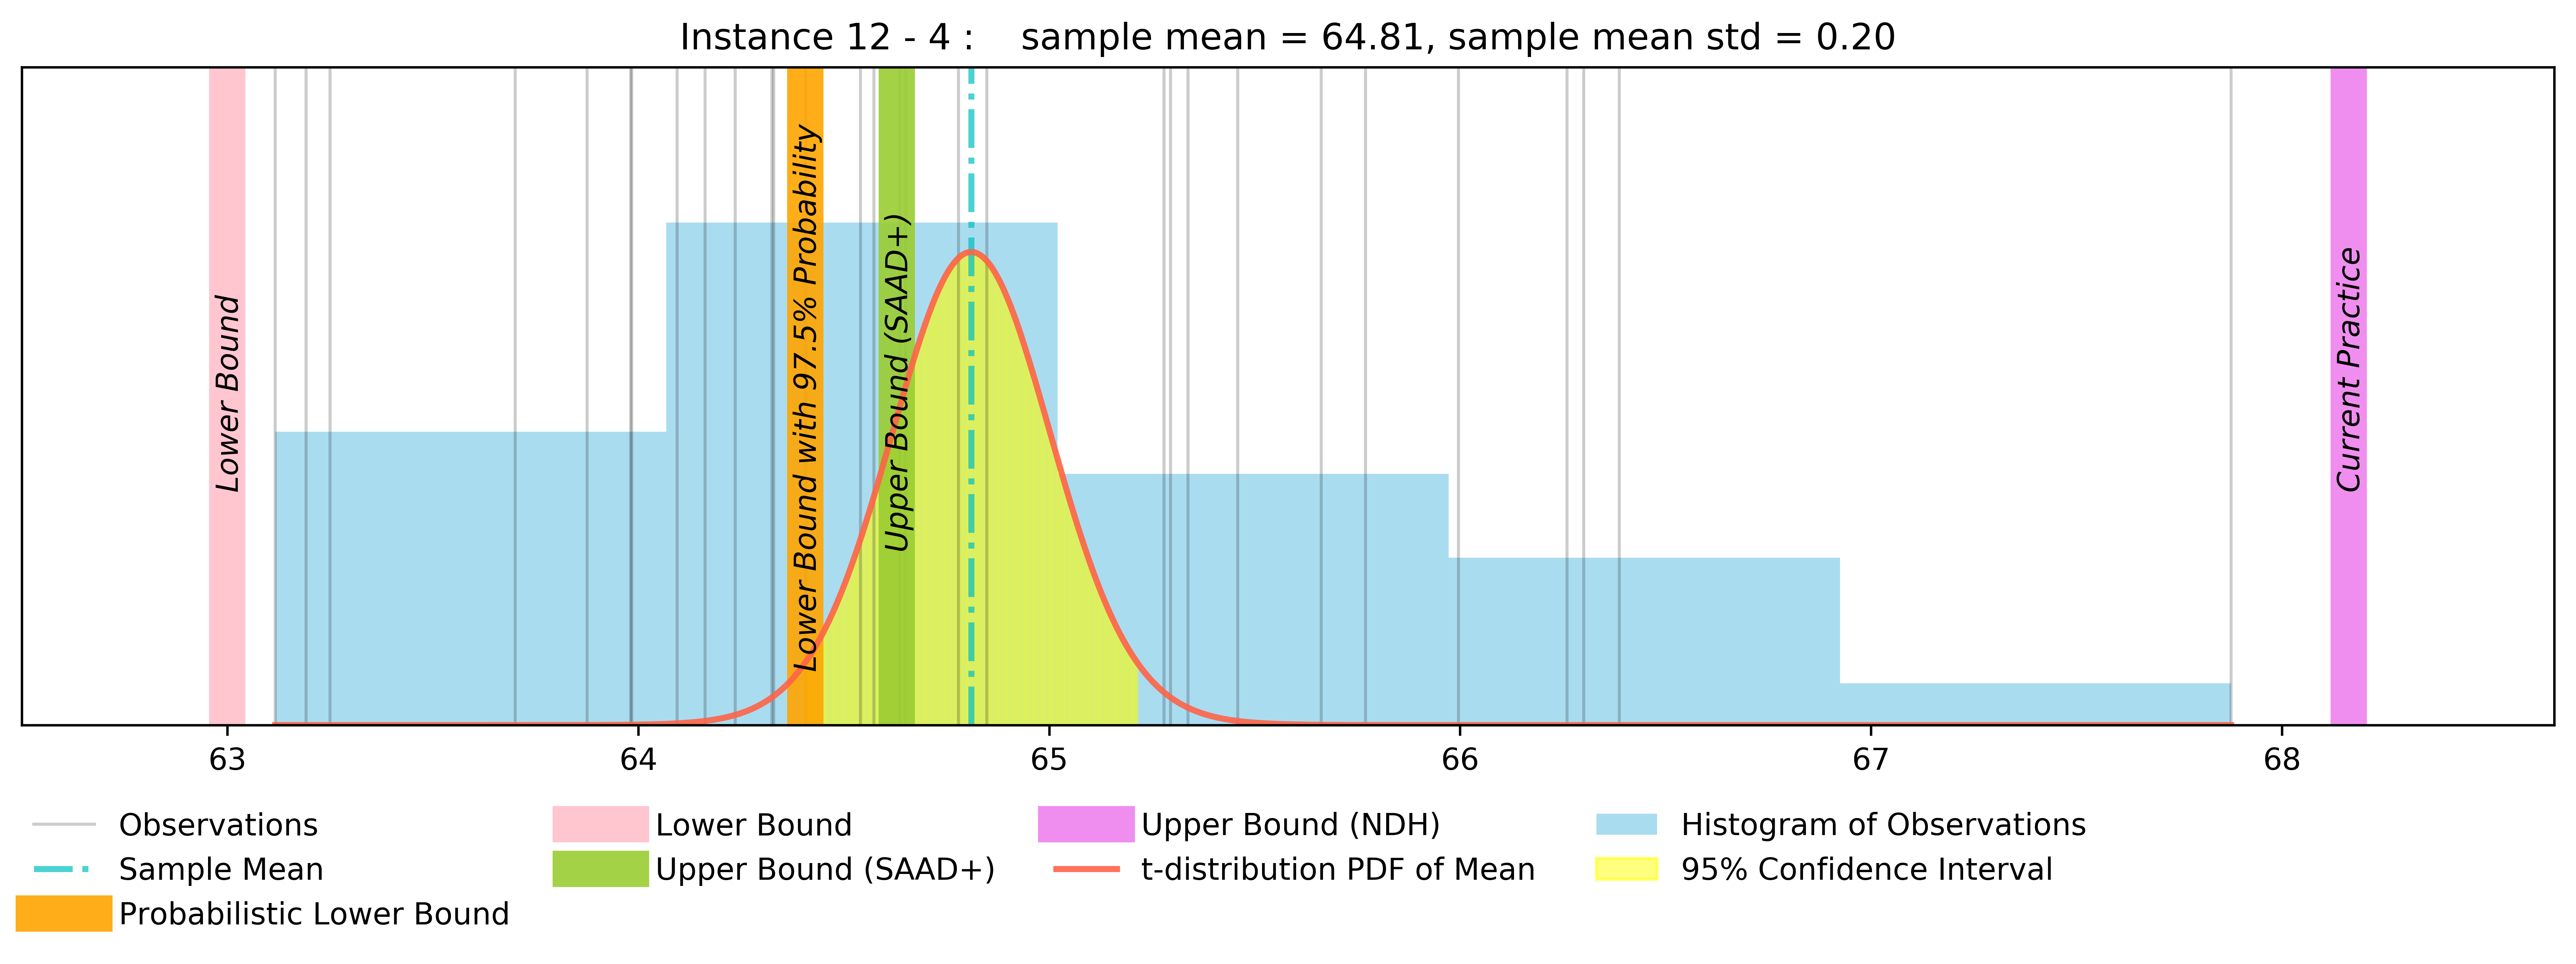 Instance 12 - 4 :    sample mean = 64.81, sample mean std = 0.20
Lower Bound
Lower Bound with 97.5% Probability
Upper Bound (SAAD+)
Current Practice
63 64 65 66 67 68
Observations
Sample Mean
Probabilistic Lower Bound
Lower Bound
Upper Bound (SAAD+)
Upper Bound (NDH)
t-distribution PDF of Mean
Histogram of Observations
95% Confidence Interval